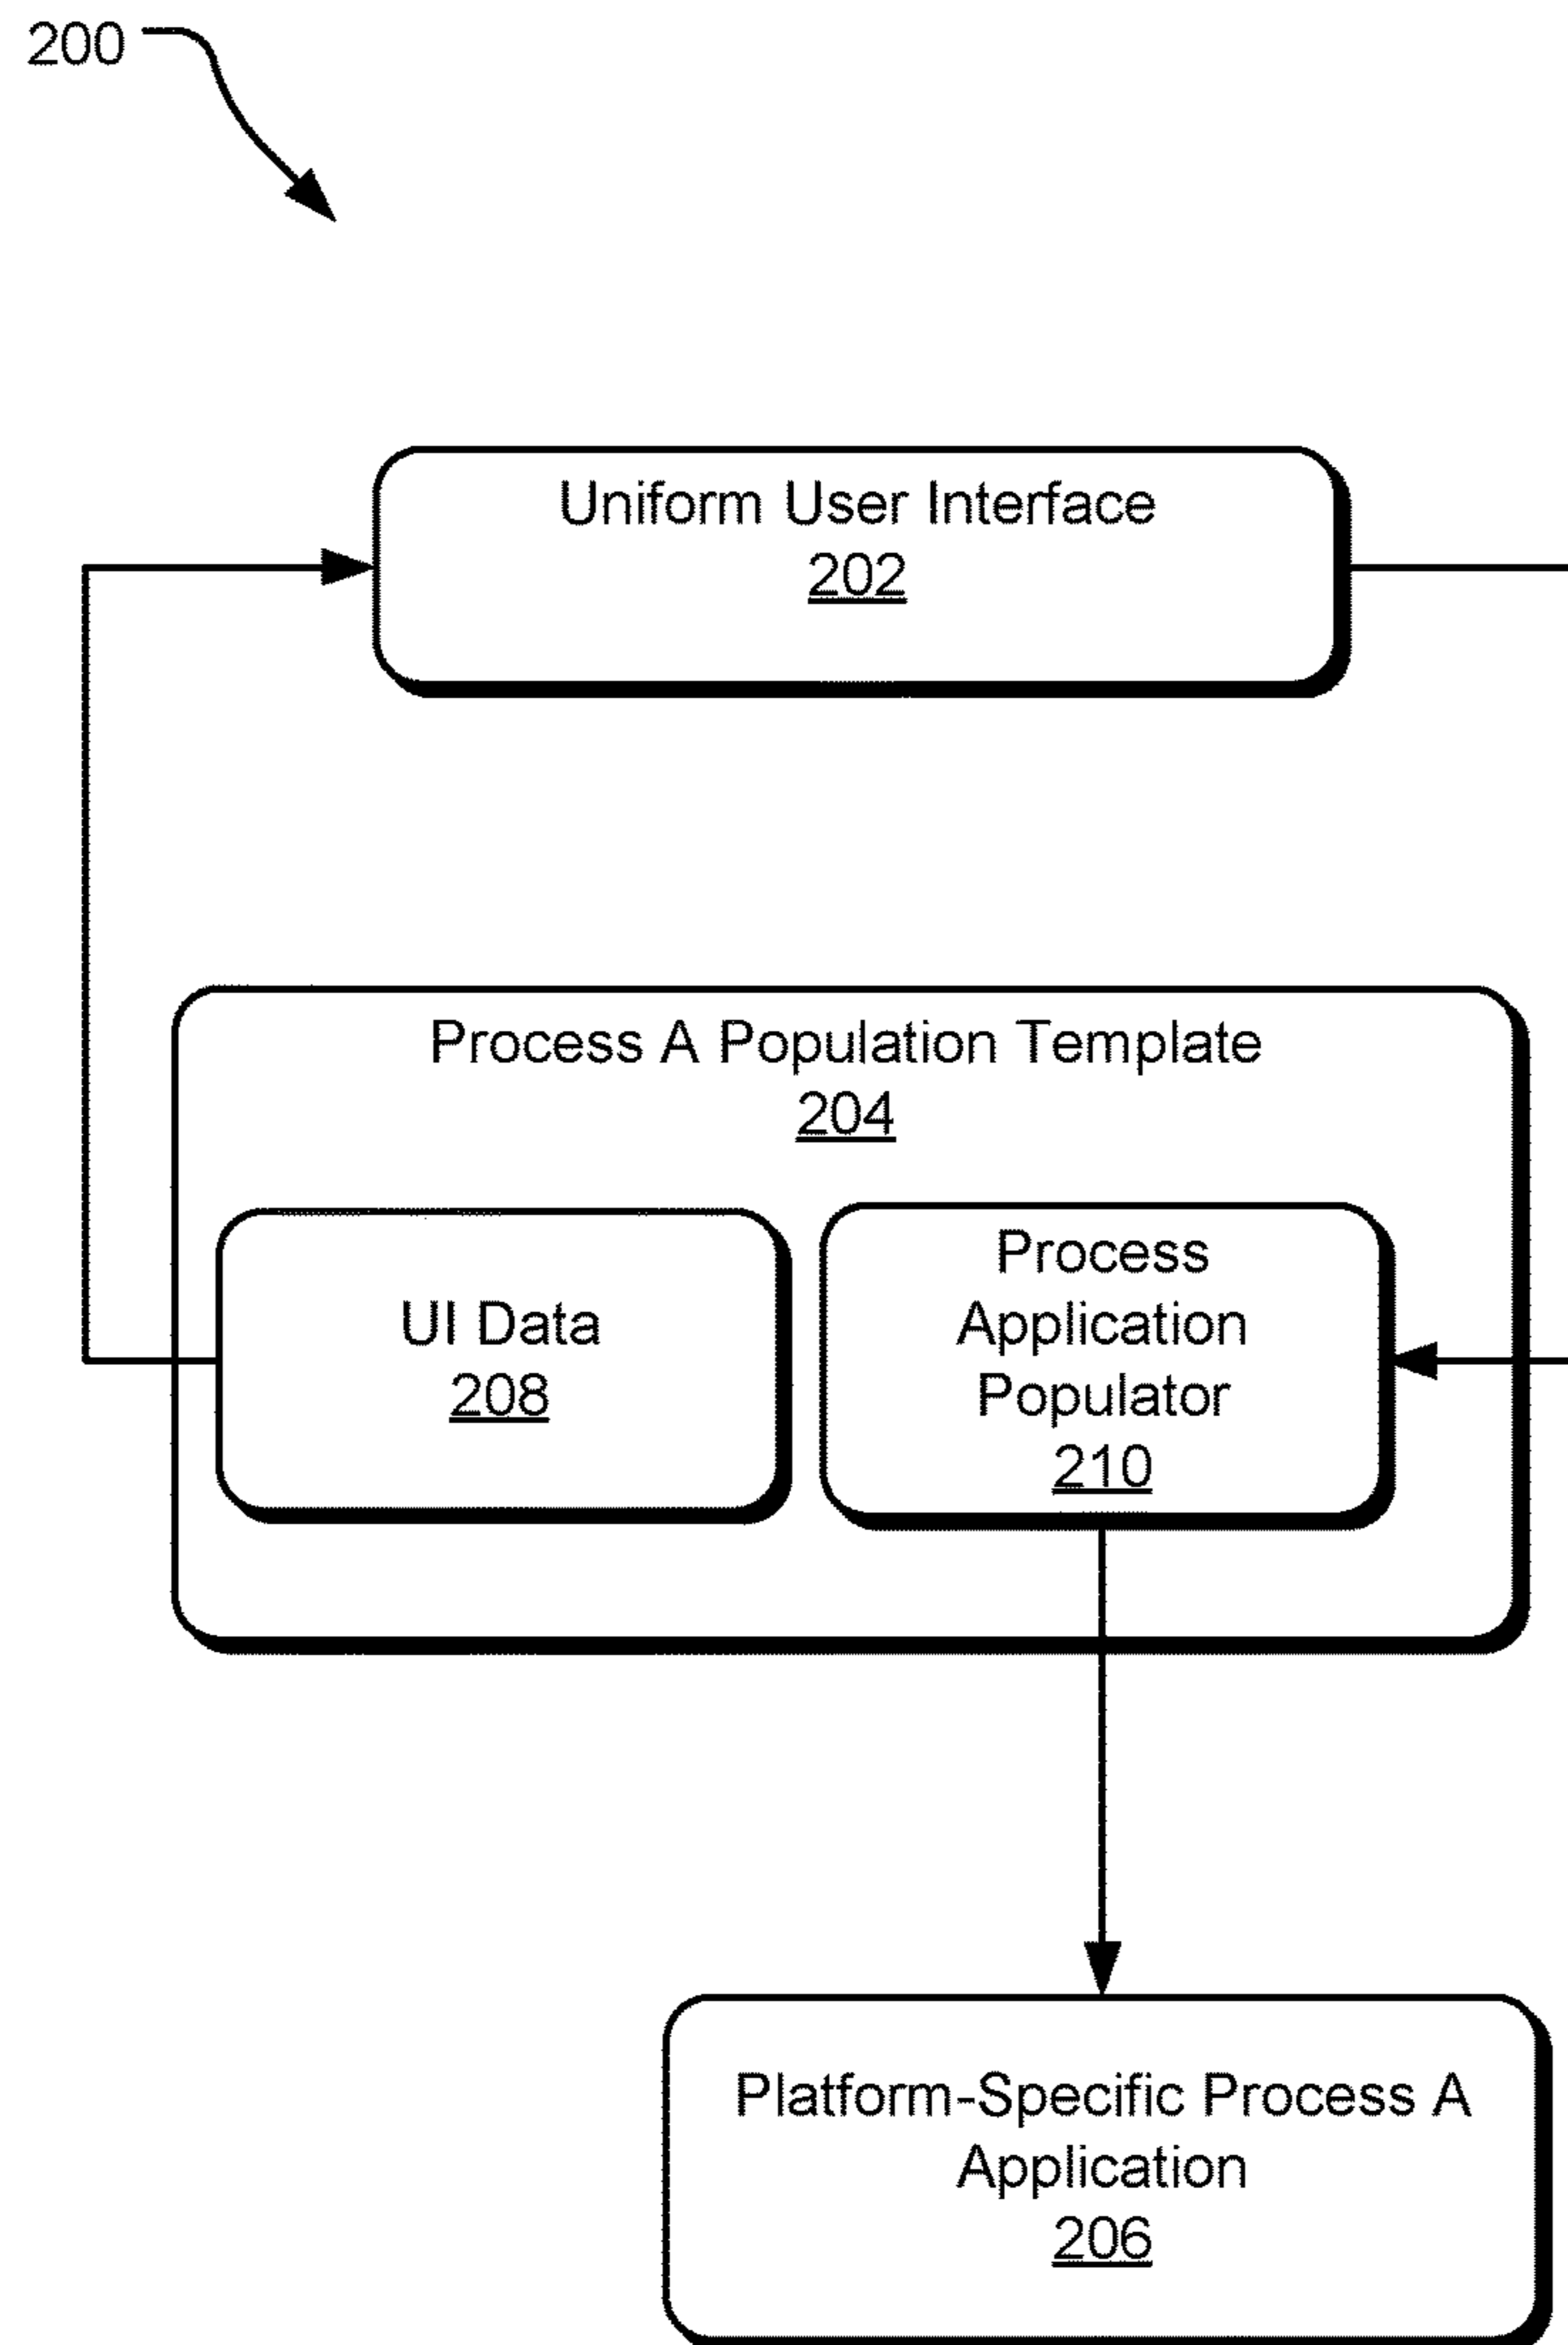 200
Uniform User Interface
202
Process A Population Template
204
UI Data
208
Process
Application
Populator
210
Platform-Specific Process A
Application
206